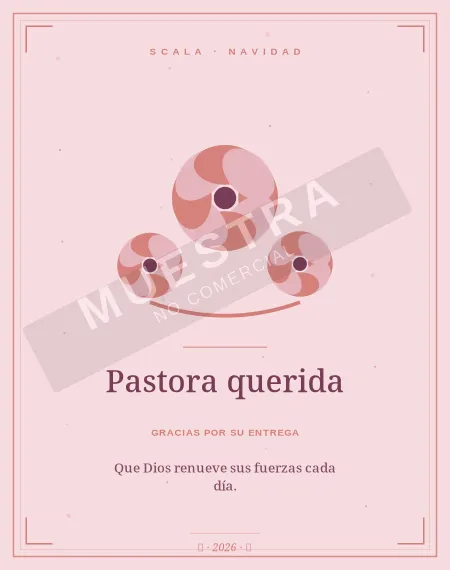 SCALA · NAVIDAD
MUESTRA
NO COMERCIAL
Pastora querida
GRACIAS POR SU ENTREGA
Que Dios renueve sus fuerzas cada
día.
· 2026 ·